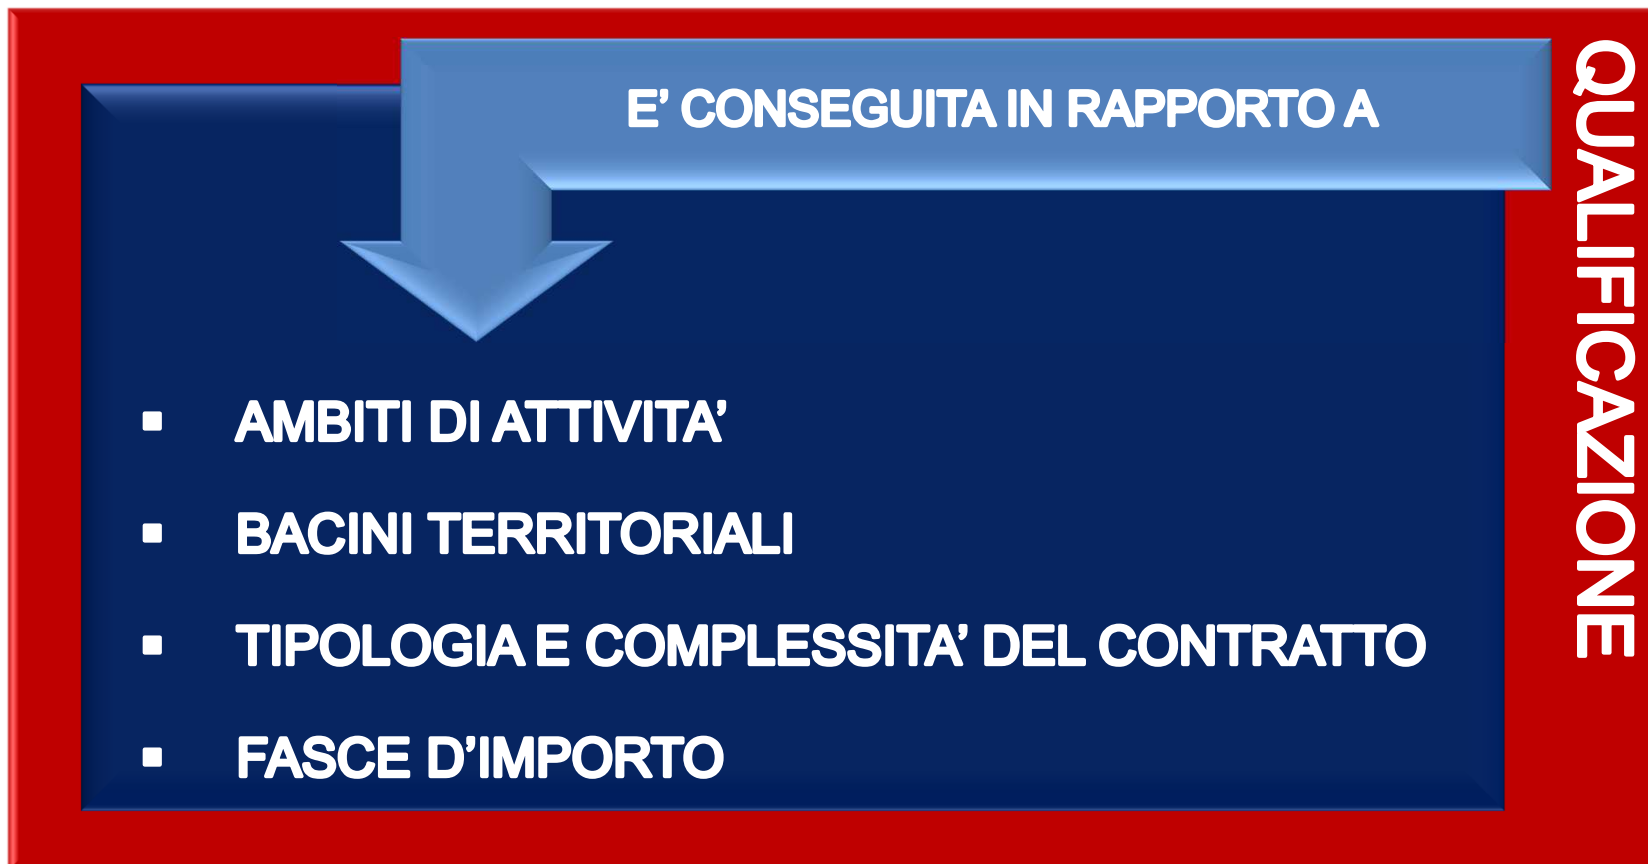 QUALIFICAZIONE
E’ CONSEGUITA IN RAPPORTO A
▪ AMBITI DI ATTIVITA’
▪ BACINI TERRITORIALI
▪ TIPOLOGIA E COMPLESSITA’ DEL CONTRATTO
▪ FASCE D’IMPORTO